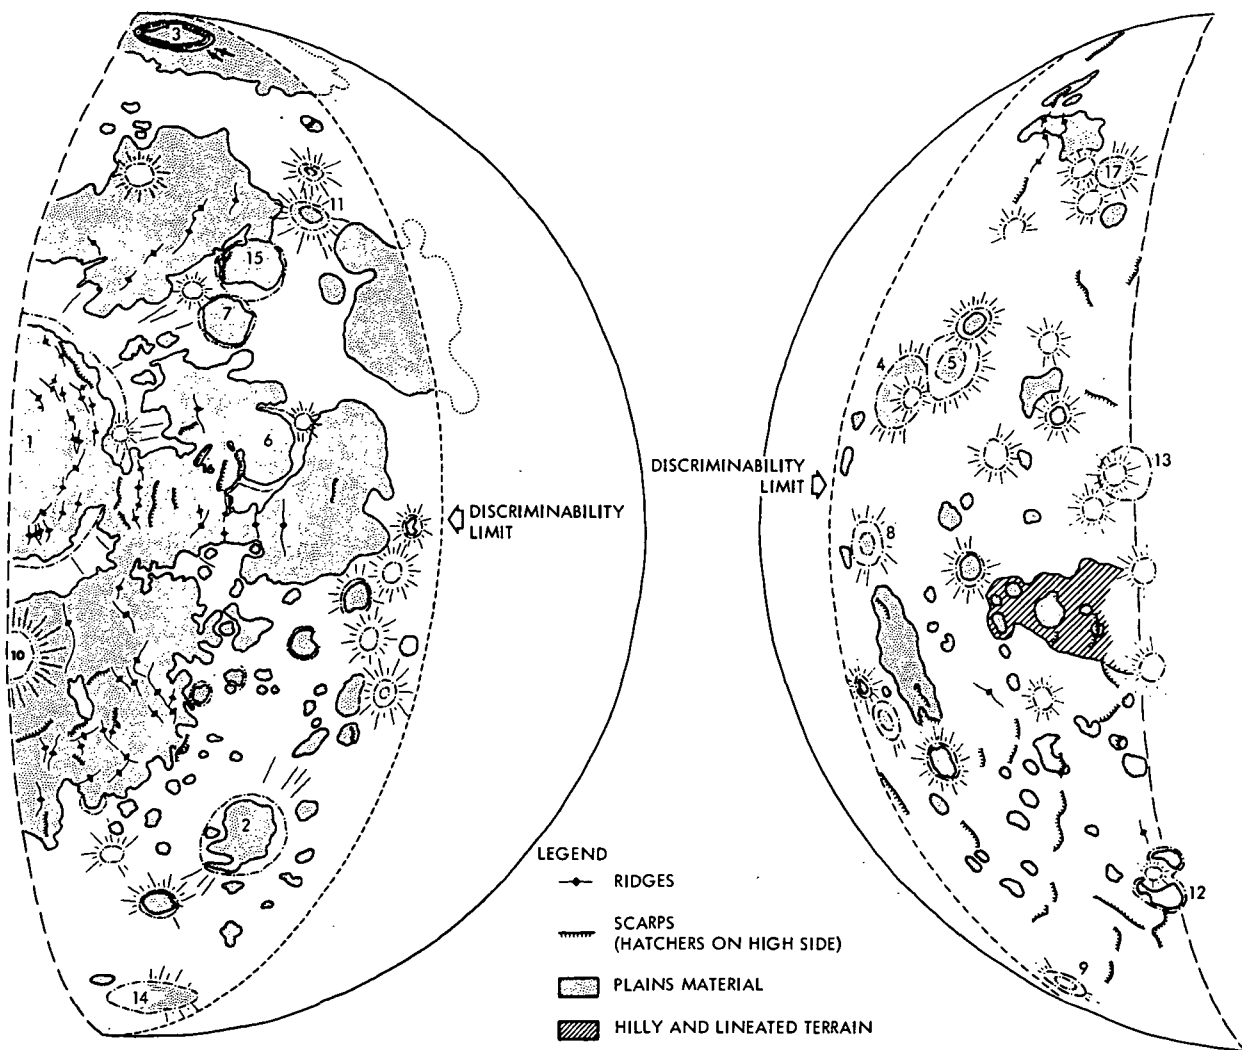 3
11
15
7
1
6
16
10
2
14
DISCRIMINABILITY
LIMIT
DISCRIMINABILITY
LIMIT
17
4
5
13
8
12
9
LEGEND
RIDGES
SCARPS
(HATCHERS ON HIGH SIDE)
PLAINS MATERIAL
HILLY AND LINEATED TERRAIN